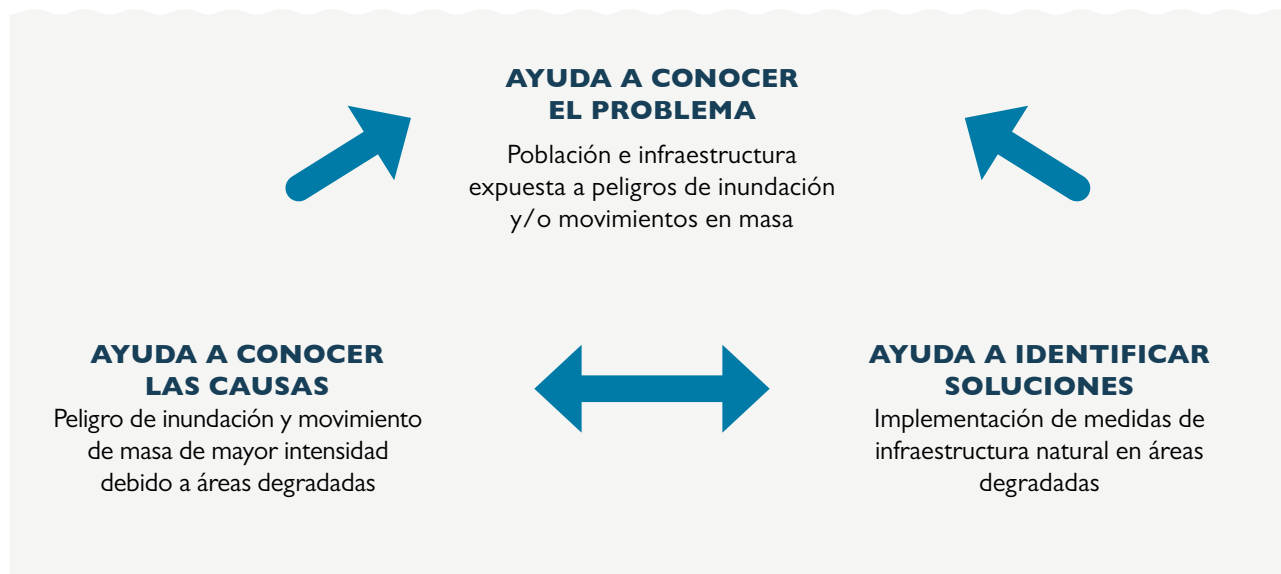 AYUDA A CONOCER
EL PROBLEMA
Población e infraestructura
expuesta a peligros de inundación
y/o movimientos en masa
AYUDA A CONOCER
LAS CAUSAS
Peligro de inundación y movimiento
de masa de mayor intensidad
debido a áreas degradadas
AYUDA A IDENTIFICAR
SOLUCIONES
Implementación de medidas de
infraestructura natural en áreas
degradadas